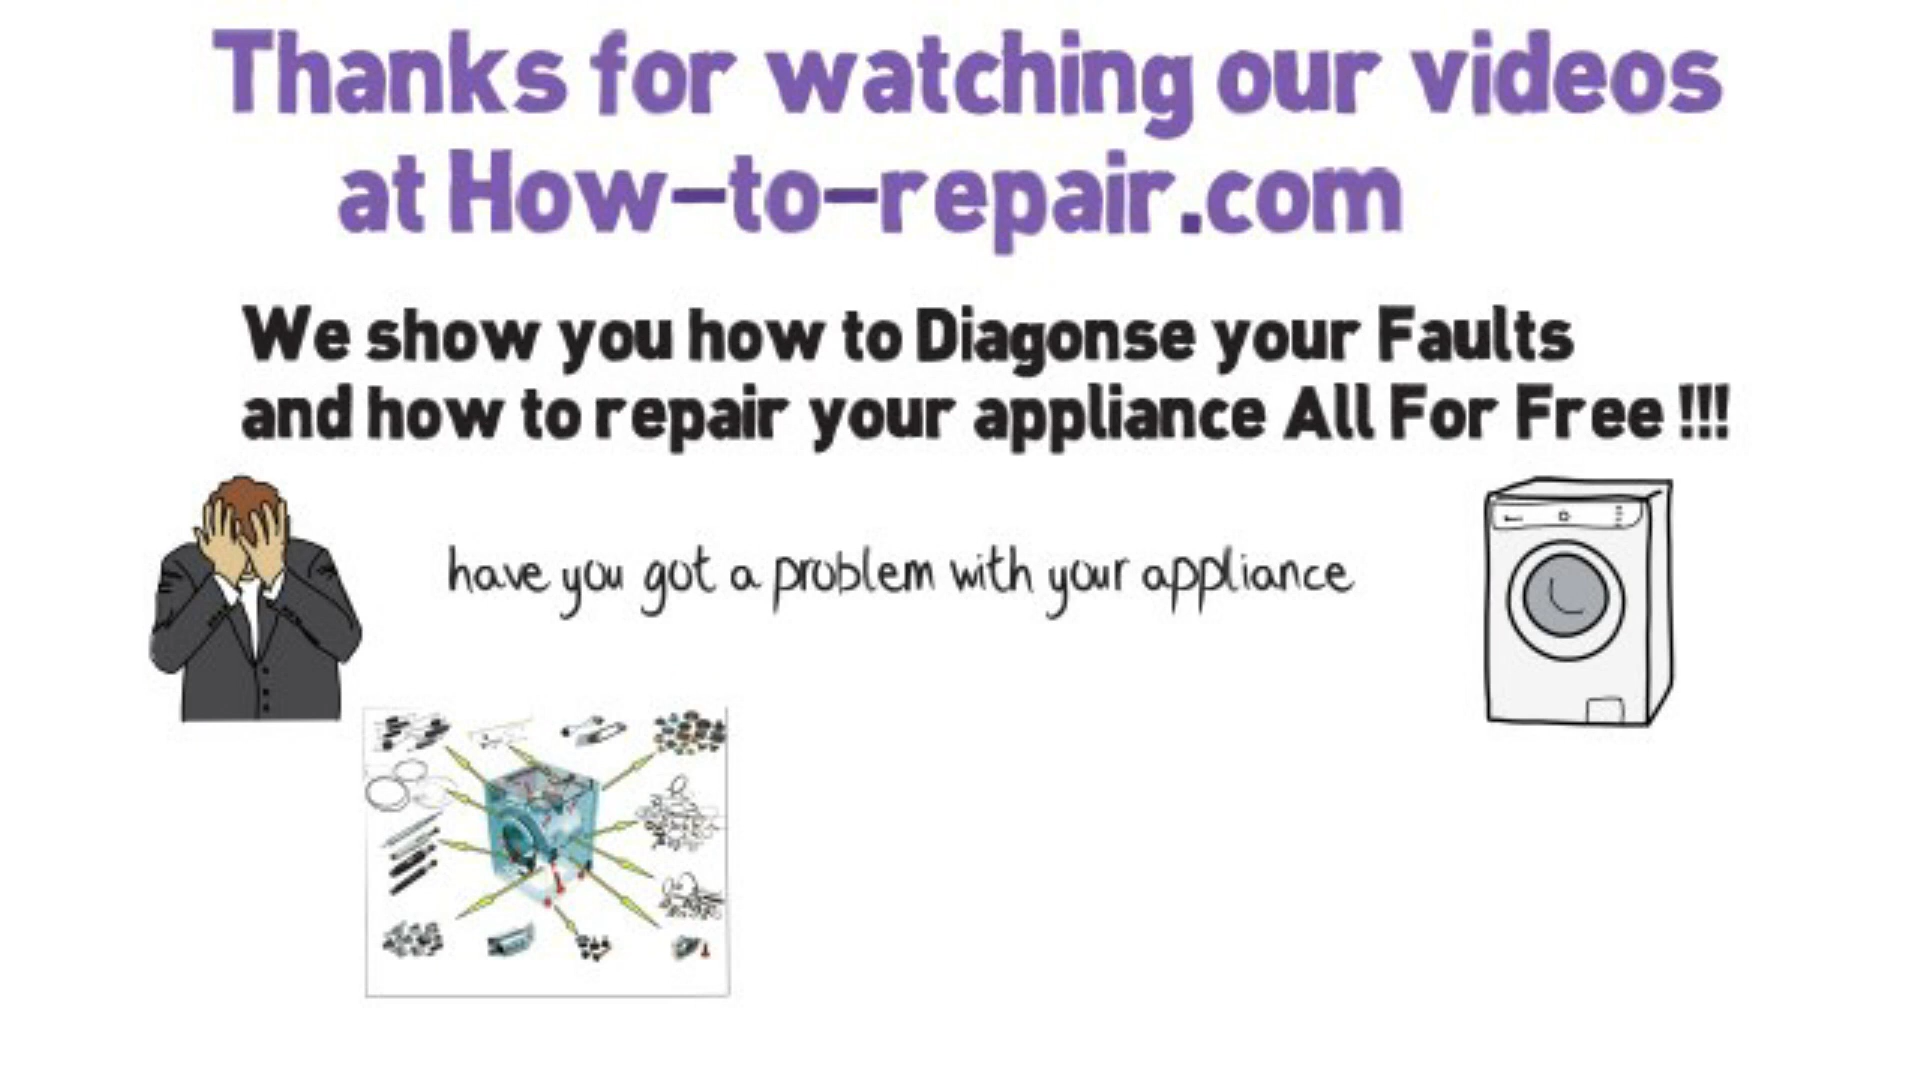 Thanks for watching our videos
at How-to-repair.com
We show you how to Diagonse your Faults
and how to repair your appliance All For Free !!!
have you got a problem with your appliance